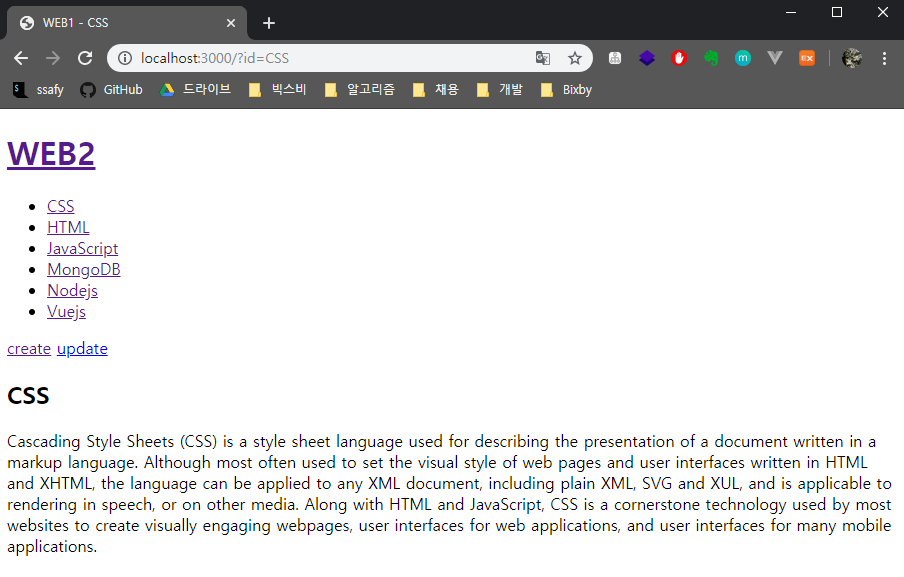 WEB1 - CSS
localhost:3000/?id=CSS
ssafy GitHub 드라이브 빅스비 알고리즘 채용 개발 Bixby
WEB2
CSS
HTML
JavaScript
MongoDB
Nodejs
Vuejs
create update
CSS
Cascading Style Sheets (CSS) is a style sheet language used for describing the presentation of a document written in a
markup language. Although most often used to set the visual style of web pages and user interfaces written in HTML
and XHTML, the language can be applied to any XML document, including plain XML, SVG and XUL, and is applicable to
rendering in speech, or on other media. Along with HTML and JavaScript, CSS is a cornerstone technology used by most
websites to create visually engaging webpages, user interfaces for web applications, and user interfaces for many mobile
applications.